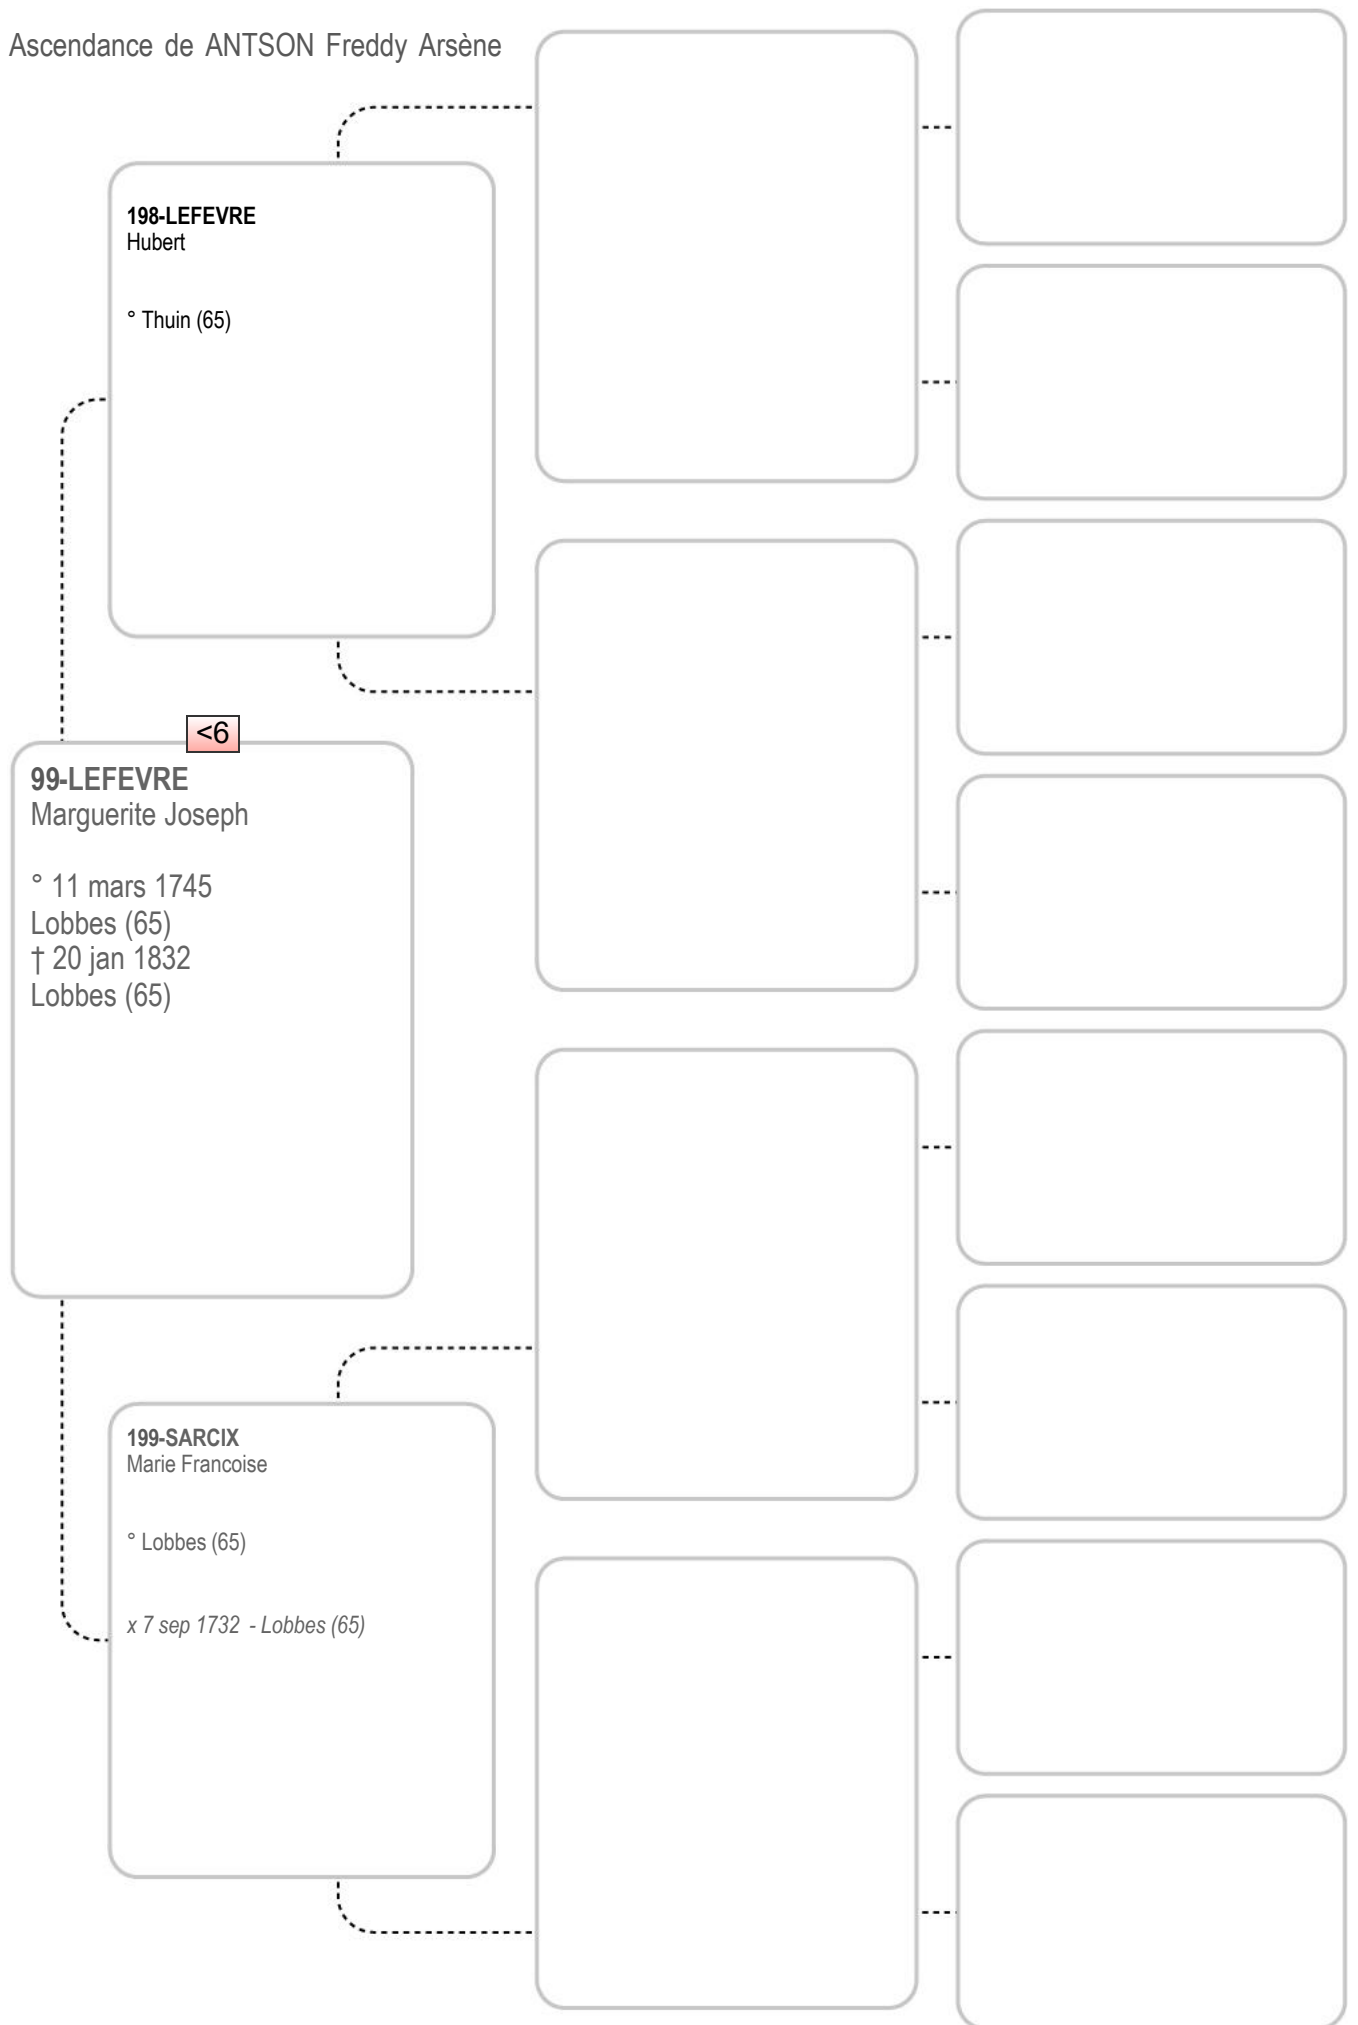 Ascendance de ANTSON Freddy Arsène
198-LEFEVRE
Hubert
° Thuin (65)
<6
99-LEFEVRE
Marguerite Joseph
° 11 mars 1745
Lobbes (65)
† 20 jan 1832
Lobbes (65)
199-SARCIX
Marie Francoise
° Lobbes (65)
x 7 sep 1732 - Lobbes (65)